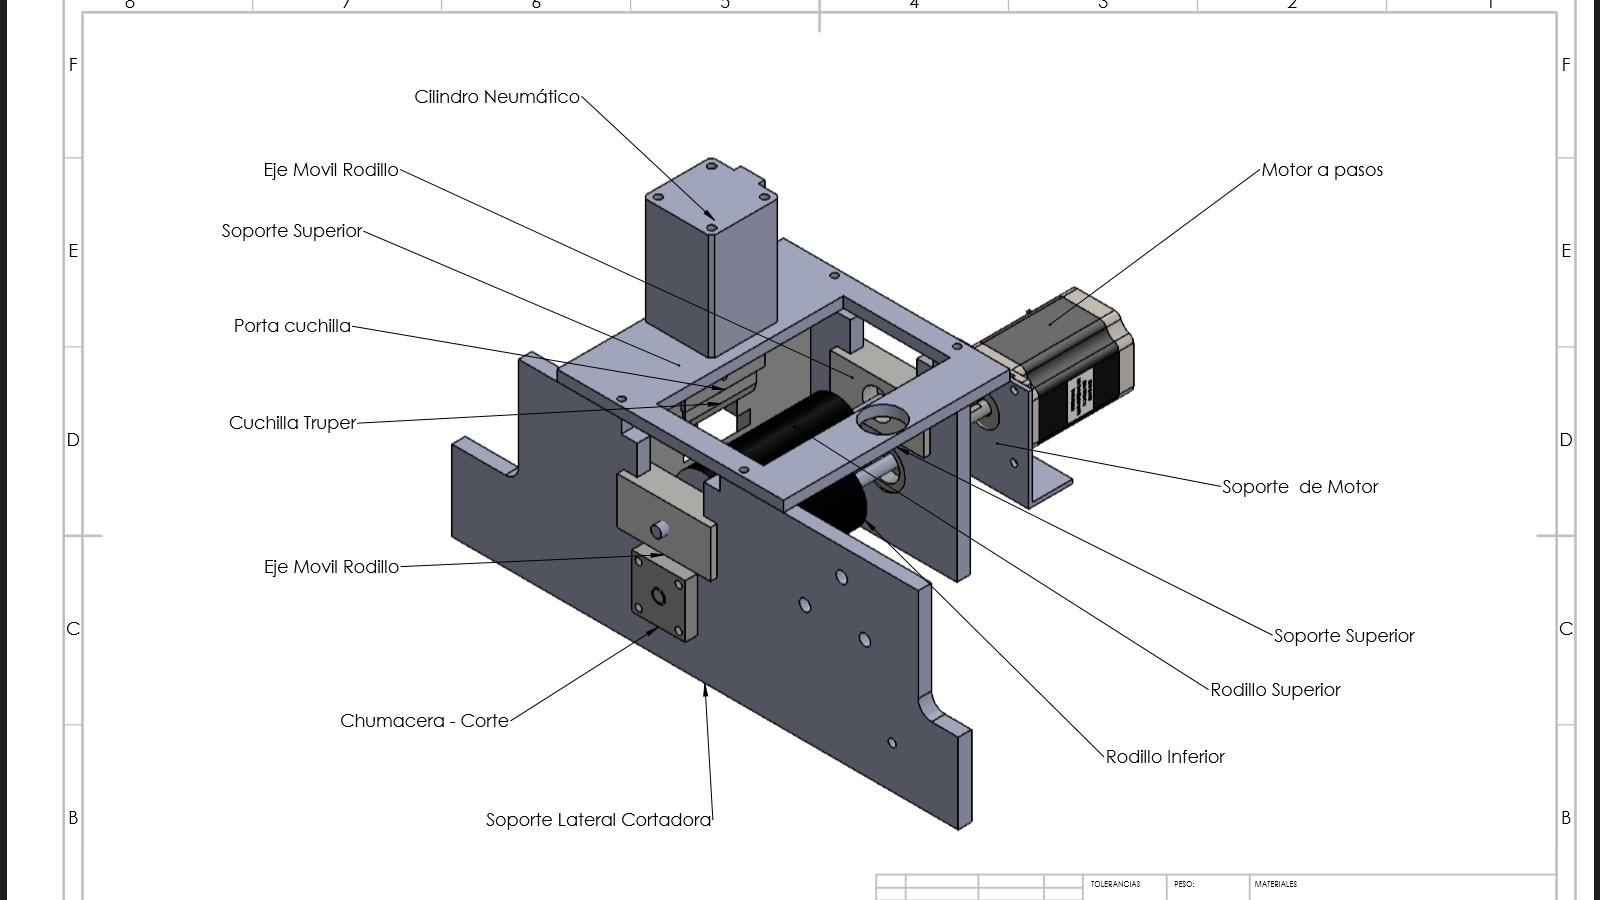 8 7 6 5 4 3 2 1
F F
Cilindro Neumático
Eje Movil Rodillo
Motor a pasos
Soporte Superior
E E
Porta cuchilla
Cuchilla Truper
D D
Soporte  de Motor
Eje Movil Rodillo
C C
Soporte Superior
Rodillo Superior
Chumacera - Corte
Rodillo Inferior
Soporte Lateral Cortadora
B B
TOLERANCIAS PESO: MATERIALES